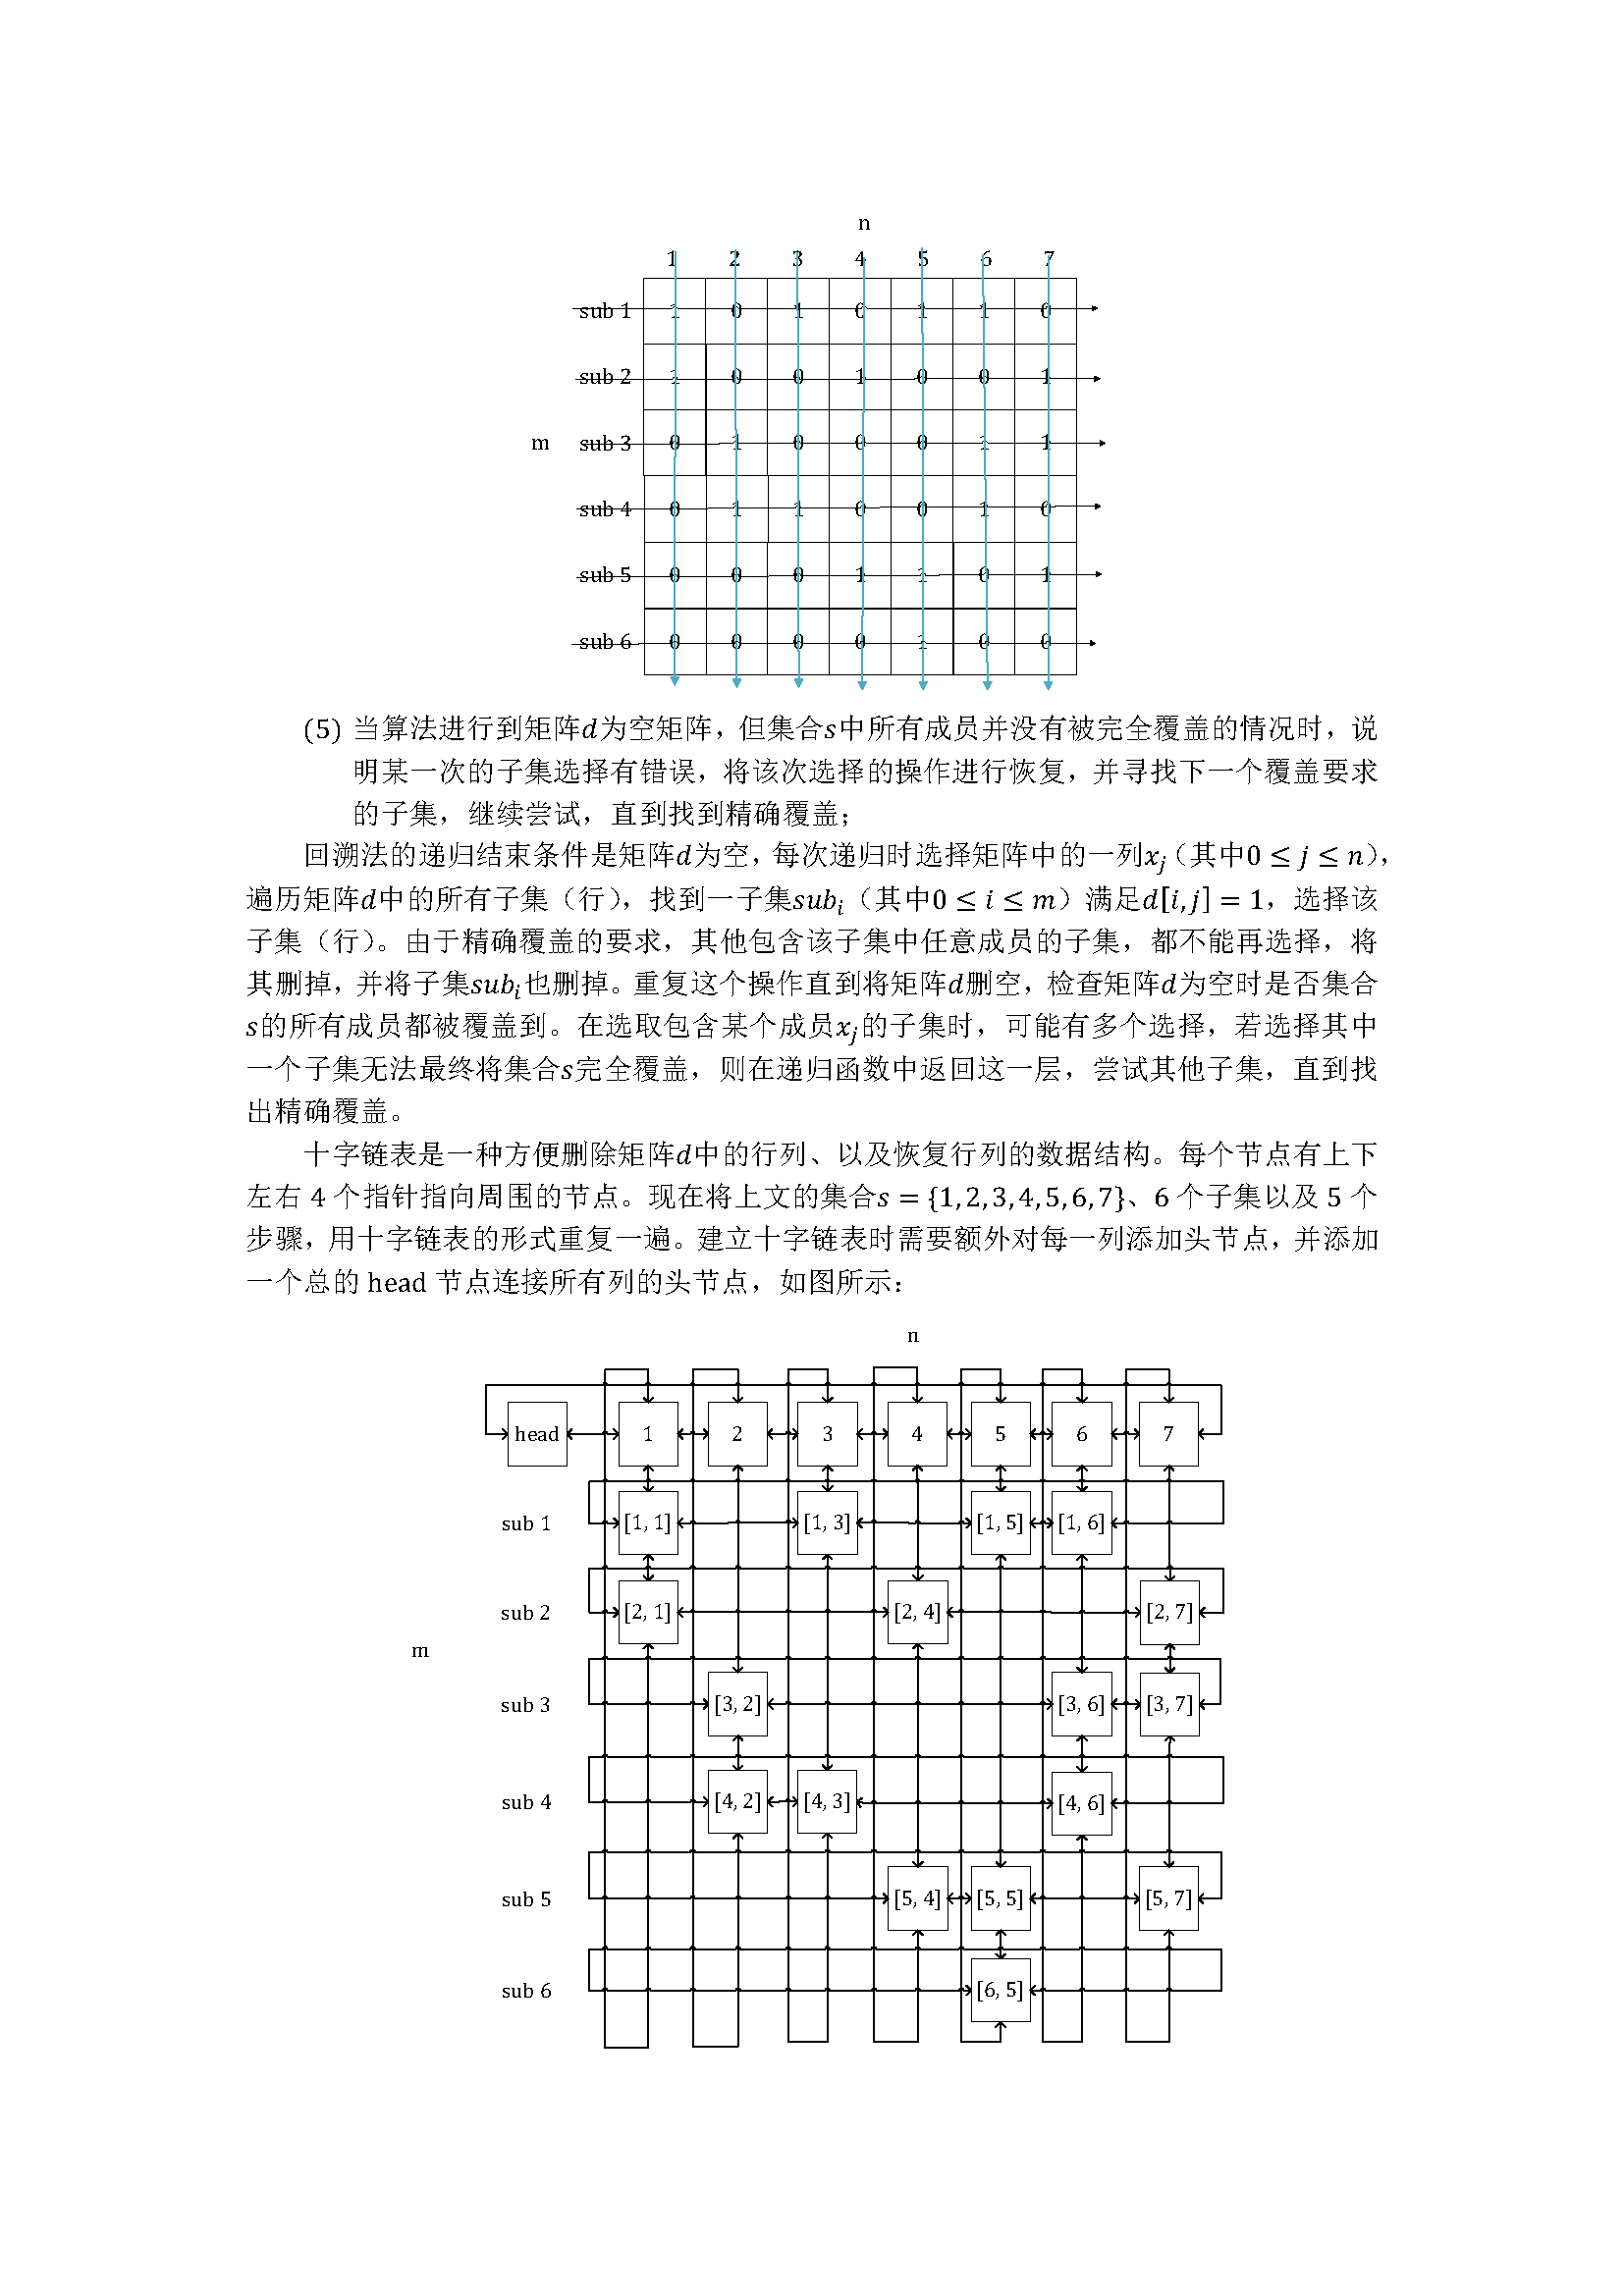 n
1 2 3 4 5 6 7
sub 1 1 0 1 0 1 1 0
sub 2 1 0 0 1 0 0 1
m sub 3 0 1 0 0 0 1 1
sub 4 0 1 1 0 0 1 0
sub 5 0 0 0 1 1 0 1
sub 6 0 0 0 0 1 0 0
(5) 当算法进行到矩阵d为空矩阵，但集合s中所有成员并没有被完全覆盖的情况时，说
明某一次的子集选择有错误，将该次选择的操作进行恢复，并寻找下一个覆盖要求
的子集，继续尝试，直到找到精确覆盖；
回溯法的递归结束条件是矩阵d为空，每次递归时选择矩阵中的一列x_j（其中0 ≤ j ≤ n），
遍历矩阵d中的所有子集（行），找到一子集sub_i（其中0 ≤ i ≤ m）满足d[i, j] = 1，选择该
子集（行）。由于精确覆盖的要求，其他包含该子集中任意成员的子集，都不能再选择，将
其删掉，并将子集sub_i也删掉。重复这个操作直到将矩阵d删空，检查矩阵d为空时是否集合
s的所有成员都被覆盖到。在选取包含某个成员x_j的子集时，可能有多个选择，若选择其中
一个子集无法最终将集合s完全覆盖，则在递归函数中返回这一层，尝试其他子集，直到找
出精确覆盖。
十字链表是一种方便删除矩阵d中的行列、以及恢复行列的数据结构。每个节点有上下
左右 4 个指针指向周围的节点。现在将上文的集合s = {1, 2, 3, 4, 5, 6, 7}、6 个子集以及 5 个
步骤，用十字链表的形式重复一遍。建立十字链表时需要额外对每一列添加头节点，并添加
一个总的 head 节点连接所有列的头节点，如图所示：
n
head 1 2 3 4 5 6 7
sub 1 [1, 1] [1, 3] [1, 5] [1, 6]
sub 2 [2, 1] [2, 4] [2, 7]
m
sub 3 [3, 2] [3, 6] [3, 7]
sub 4 [4, 2] [4, 3] [4, 6]
sub 5 [5, 4] [5, 5] [5, 7]
sub 6 [6, 5]